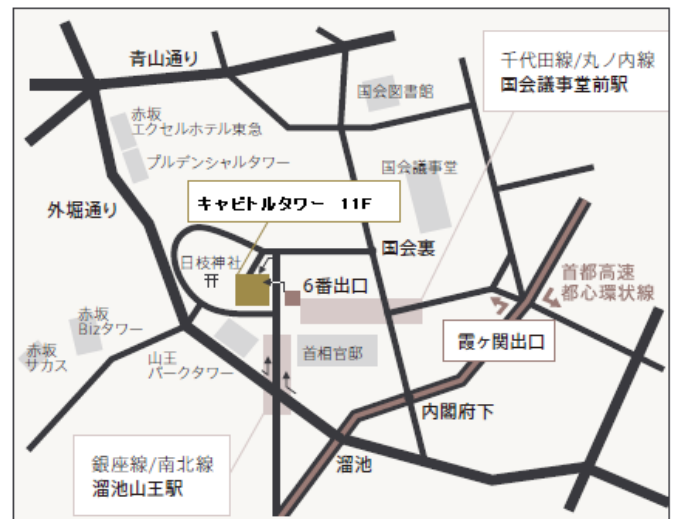 青山通り
千代田線/丸ノ内線
国会議事堂前駅
国会図書館
赤坂
エクセルホテル東急
プルデンシャルタワー
国会議事堂
外堀通り
キャピトルタワー 11F
国会裏
日枝神社
6番出口
首都高速
都心環状線
赤坂
Bizタワー
赤坂
サカス
山王
パークタワー
首相官邸
霞ヶ関出口
内閣府下
溜池
銀座線/南北線
溜池山王駅